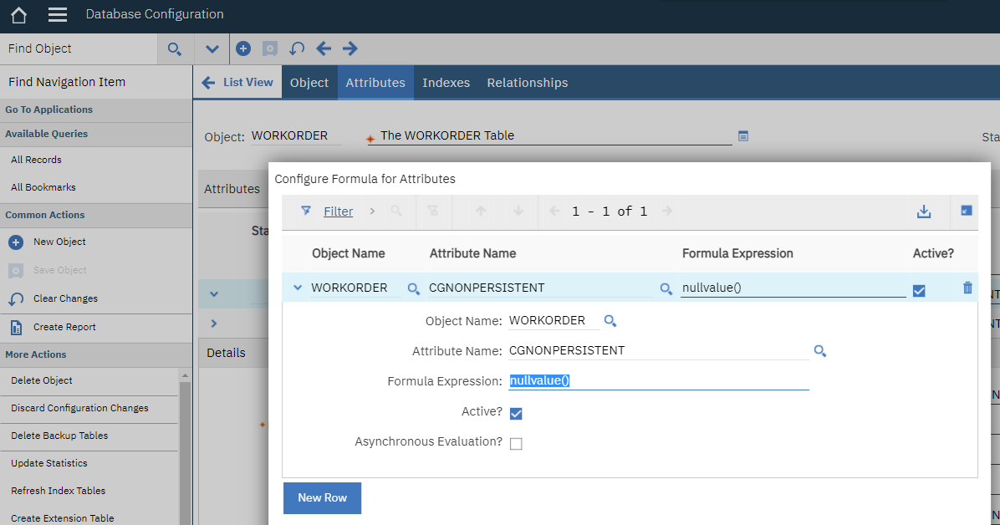 Database Configuration
Find Object
Find Navigation Item
Go To Applications
Available Queries
All Records
All Bookmarks
Common Actions
New Object
Save Object
Clear Changes
Create Report
More Actions
Delete Object
Discard Configuration Changes
Delete Backup Tables
Update Statistics
Refresh Index Tables
Create Extension Table
List View Object Attributes Indexes Relationships
Object: WORKORDER The WORKORDER Table
Sta
Attributes
Sta
Details
Configure Formula for Attributes
Filter 1 - 1 of 1
Object Name Attribute Name Formula Expression Active?
WORKORDER CGNONPERSISTENT nullvalue()
Object Name: WORKORDER
Attribute Name: CGNONPERSISTENT
Formula Expression: nullvalue()
Active?
Asynchronous Evaluation?
New Row